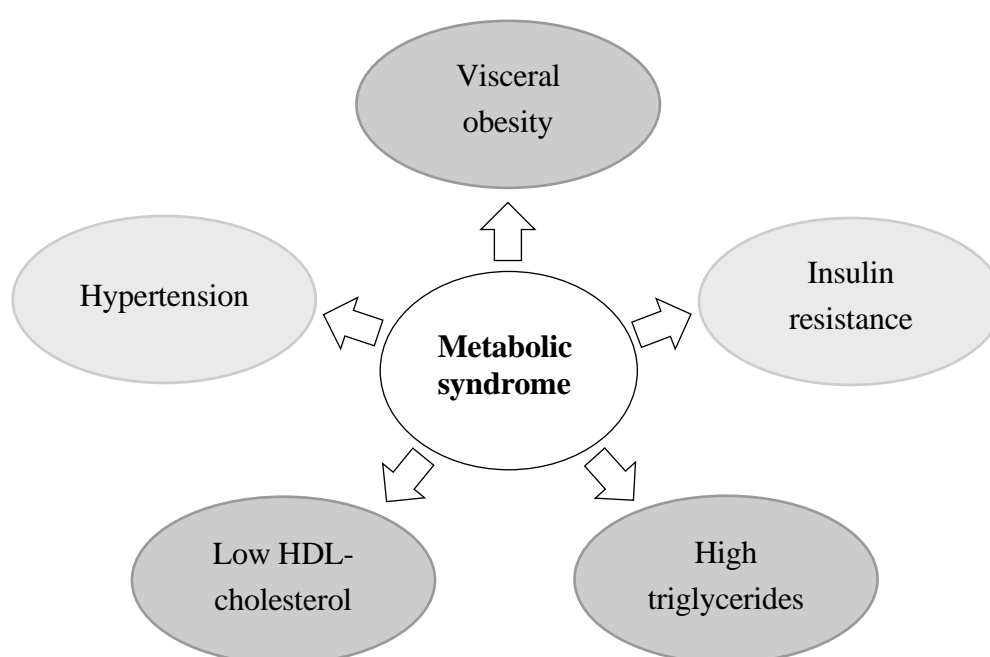 Visceral
obesity
Hypertension
Insulin
resistance
Metabolic
syndrome
Low HDL-
cholesterol
High
triglycerides